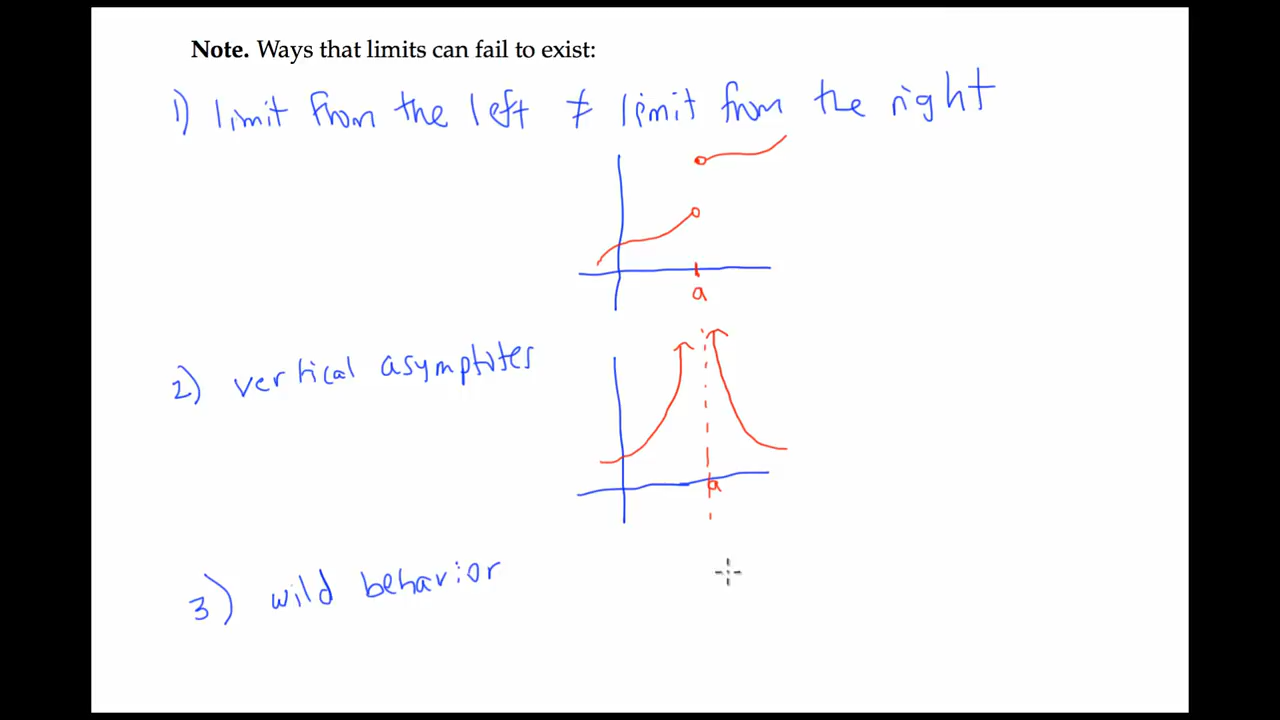 Note. Ways that limits can fail to exist:
1) limit from the left ≠ limit from the right
a
2) vertical asymptotes
a
3) wild behavior